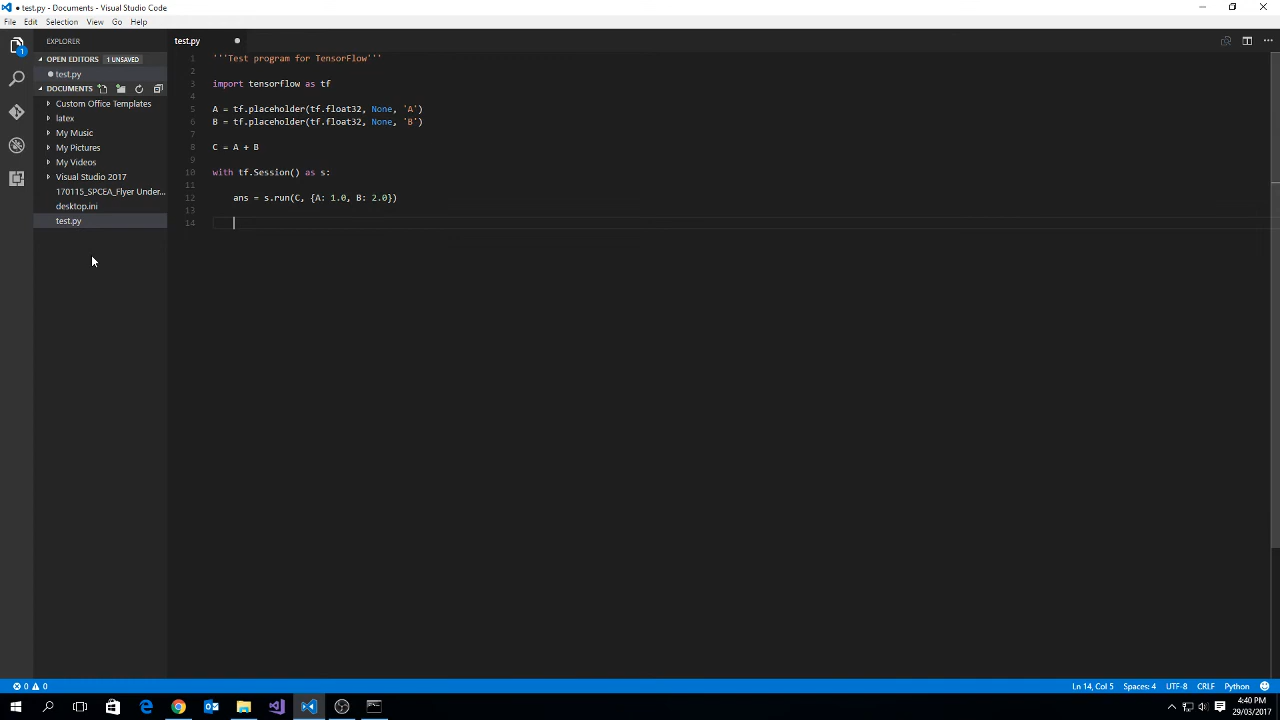 ● test.py - Documents - Visual Studio Code
File Edit Selection View Go Help
EXPLORER
OPEN EDITORS 1 UNSAVED
test.py
DOCUMENTS
Custom Office Templates
latex
My Music
My Pictures
My Videos
Visual Studio 2017
170115_SPCEA_Flyer Under...
desktop.ini
test.py
1
test.py
1 '''Test program for TensorFlow'''
2
3 import tensorflow as tf
4
5 A = tf.placeholder(tf.float32, None, 'A')
6 B = tf.placeholder(tf.float32, None, 'B')
7
8 C = A + B
9
10 with tf.Session() as s:
11
12 ans = s.run(C, {A: 1.0, B: 2.0})
13
14
0 0 Ln 14, Col 5 Spaces: 4 UTF-8 CRLF Python
4:40 PM
29/03/2017